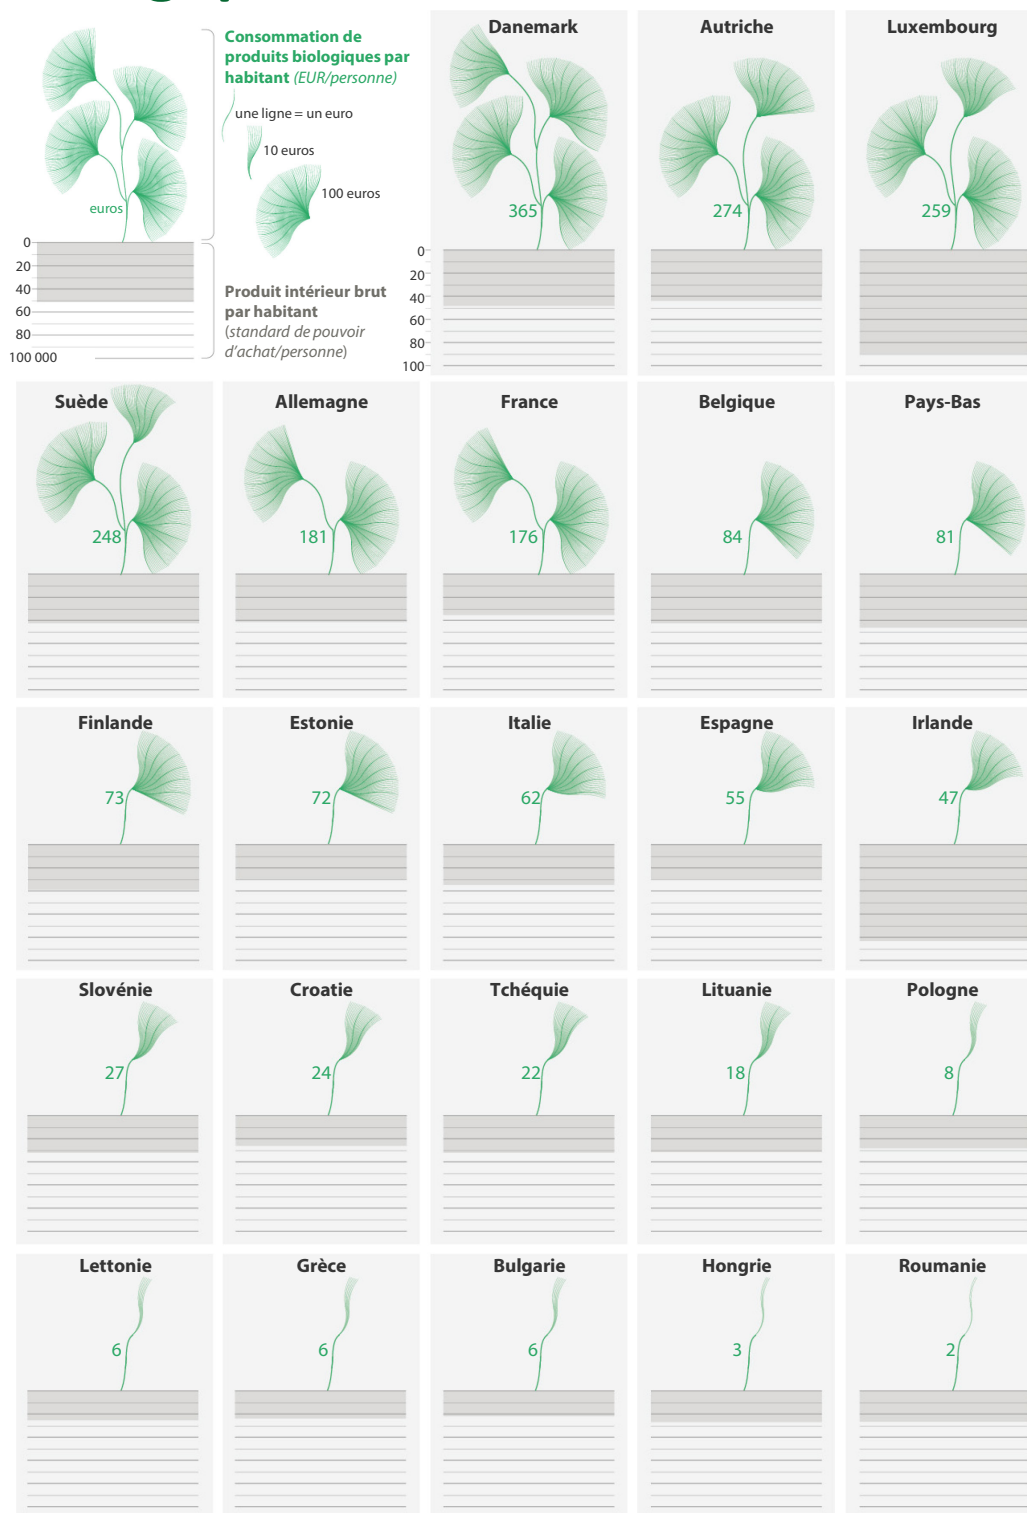 Consommation de
produits biologiques par
habitant (EUR/personne)
une ligne = un euro
10 euros
100 euros
euros
0
20
40
60
80
100 000
Produit intérieur brut
par habitant
(standard de pouvoir
d'achat/personne)
Danemark
365
0
20
40
60
80
100
Autriche
274
Luxembourg
259
Suède
248
Allemagne
181
France
176
Belgique
84
Pays-Bas
81
Finlande
73
Estonie
72
Italie
62
Espagne
55
Irlande
47
Slovénie
27
Croatie
24
Tchéquie
22
Lituanie
18
Pologne
8
Lettonie
6
Grèce
6
Bulgarie
6
Hongrie
3
Roumanie
2